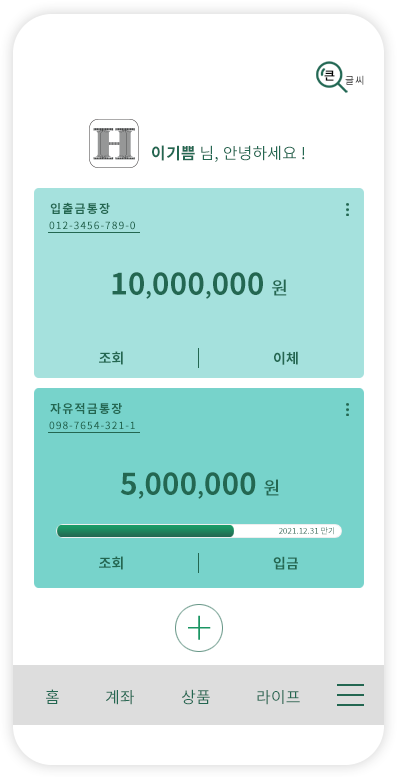 큰 글씨
H 이기쁨 님, 안녕하세요 !
입출금통장
012-3456-789-0
10,000,000 원
조회 이체
자유적금통장
098-7654-321-1
5,000,000 원
2021.12.31 만기
조회 입금
홈 계좌 상품 라이프